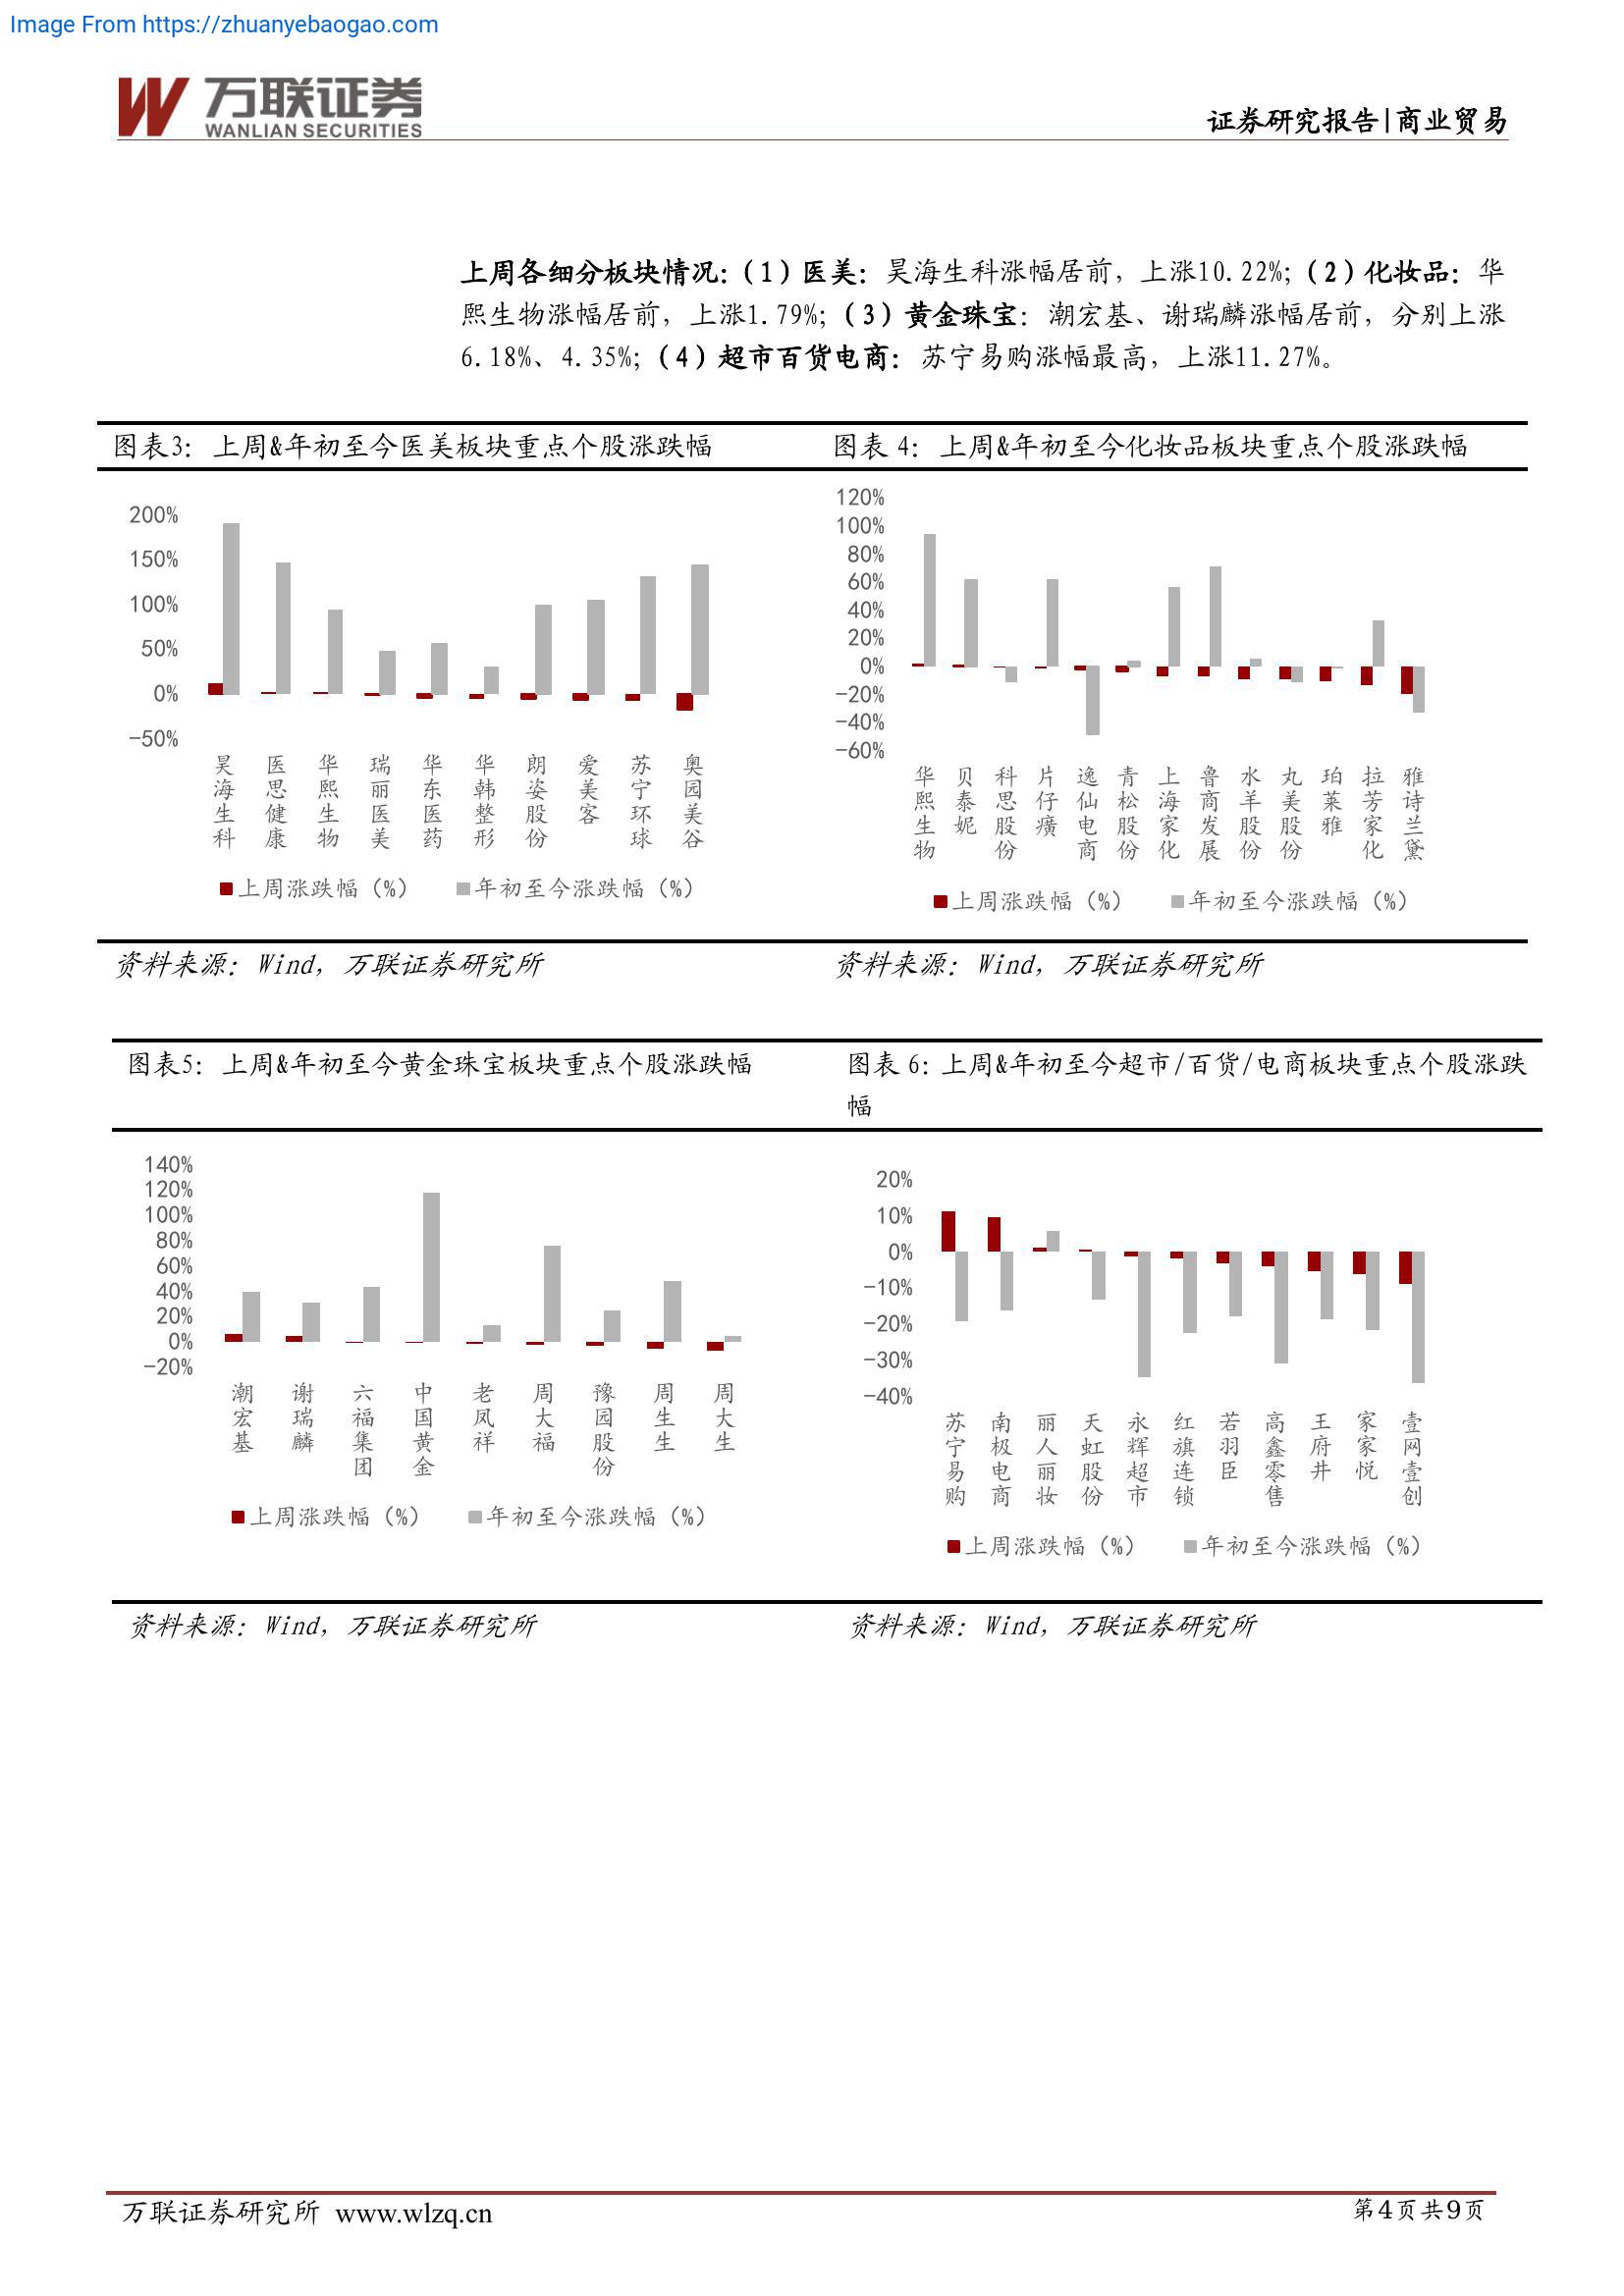 Image From https://zhuanyebaogao.com
万联证券
WANLIAN SECURITIES
证券研究报告|商业贸易
上周各细分板块情况：（1）医美：昊海生科涨幅居前，上涨10.22%；（2）化妆品：华
熙生物涨幅居前，上涨1.79%；（3）黄金珠宝：潮宏基、谢瑞麟涨幅居前，分别上涨
6.18%、4.35%；（4）超市百货电商：苏宁易购涨幅最高，上涨11.27%。
图表3： 上周&年初至今医美板块重点个股涨跌幅
200%
150%
100%
50%
0%
-50%
昊海生科
医思健康
华熙生物
瑞丽医美
华东医药
华韩整形
朗姿股份
爱美客
苏宁环球
奥园美谷
上周涨跌幅（%） 年初至今涨跌幅（%）
资料来源：Wind，万联证券研究所
图表 4： 上周&年初至今化妆品板块重点个股涨跌幅
120%
100%
80%
60%
40%
20%
0%
-20%
-40%
-60%
华熙生物
贝泰妮
科思股份
片仔癀
逸仙电商
青松股份
上海家化
鲁商发展
水羊股份
丸美股份
珀莱雅
拉芳家化
雅诗兰黛
上周涨跌幅（%） 年初至今涨跌幅（%）
资料来源：Wind，万联证券研究所
图表5： 上周&年初至今黄金珠宝板块重点个股涨跌幅
140%
120%
100%
80%
60%
40%
20%
0%
-20%
潮宏基
谢瑞麟
六福集团
中国黄金
老凤祥
周大福
豫园股份
周生生
周大生
上周涨跌幅（%） 年初至今涨跌幅（%）
资料来源：Wind，万联证券研究所
图表 6：上周&年初至今超市/百货/电商板块重点个股涨跌
幅
20%
10%
0%
-10%
-20%
-30%
-40%
苏宁易购
南极电商
丽人丽妆
天虹股份
永辉超市
红旗连锁
若羽臣
高鑫零售
王府井
家家悦
壹网壹创
上周涨跌幅（%） 年初至今涨跌幅（%）
资料来源：Wind，万联证券研究所
万联证券研究所 www.wlzq.cn
第4页共9页